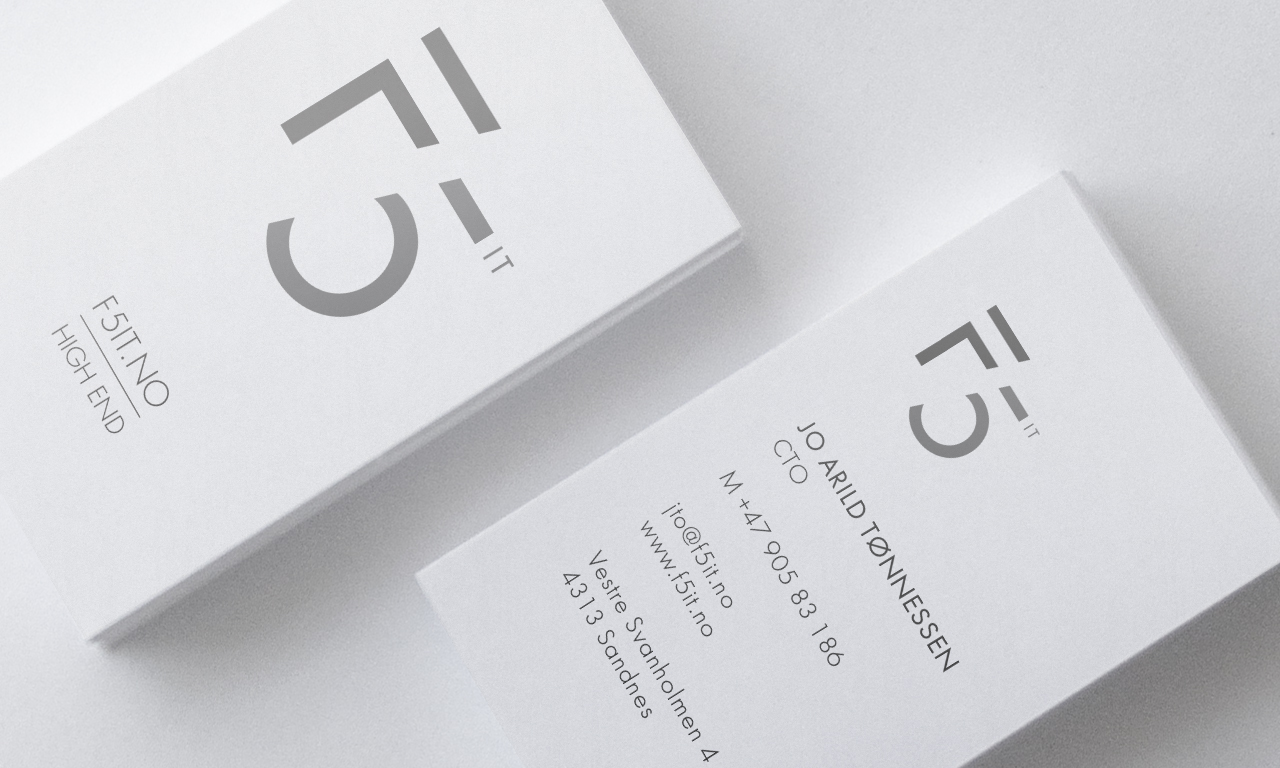 F5
IT
F5IT.NO
HIGH END
F5
IT
JO ARILD TØNNESSEN
CTO
M +47 905 83 186
jto@f5it.no
www.f5it.no
Vestre Svanholmen 4
4313 Sandnes